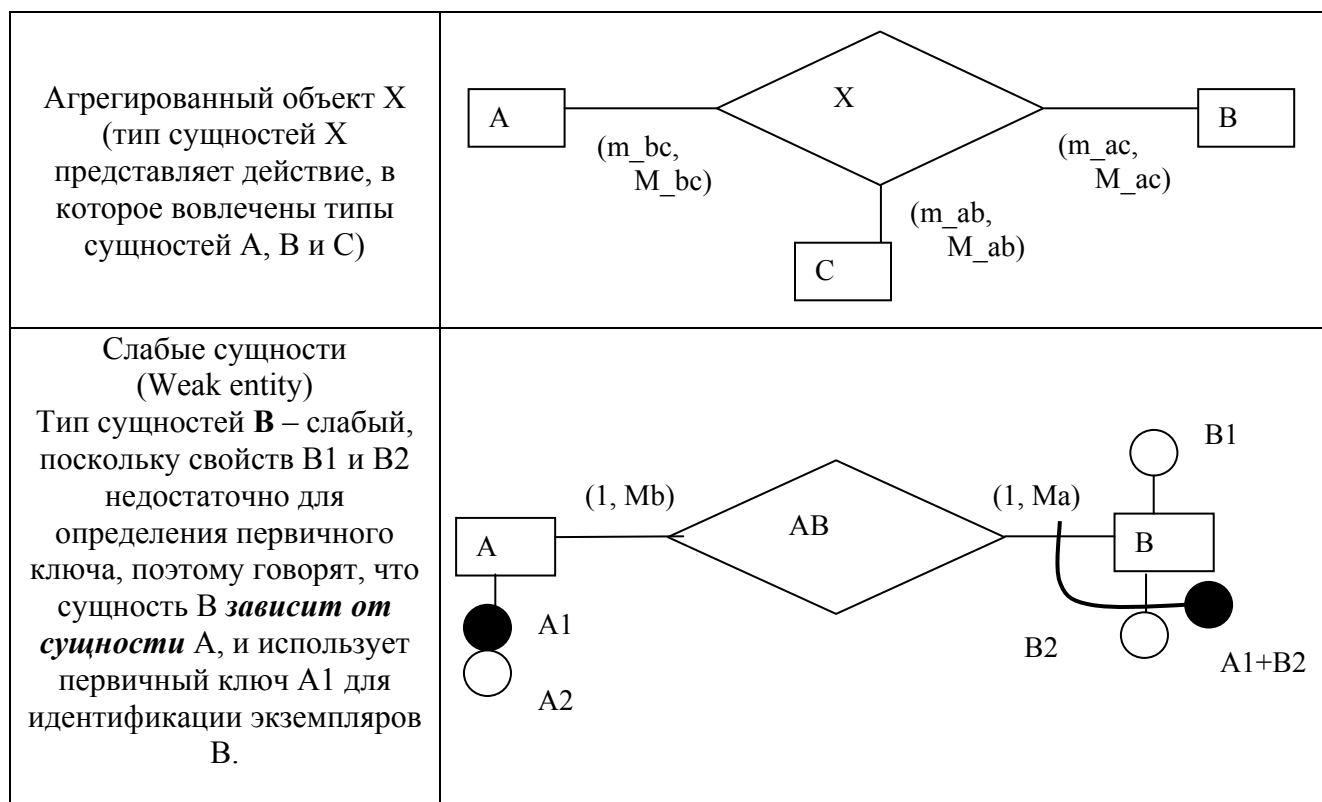 Агрегированный объект X
(тип сущностей X
представляет действие, в
которое вовлечены типы
сущностей A, B и C)
A
X
B
(m_bc,
M_bc)
(m_ac,
M_ac)
(m_ab,
M_ab)
C
Слабые сущности
(Weak entity)
Тип сущностей B – слабый,
поскольку свойств B1 и B2
недостаточно для
определения первичного
ключа, поэтому говорят, что
сущность B зависит от
сущности A, и использует
первичный ключ A1 для
идентификации экземпляров
B.
B1
(1, Mb)
(1, Ma)
A
AB
B
A1
B2
A1+B2
A2